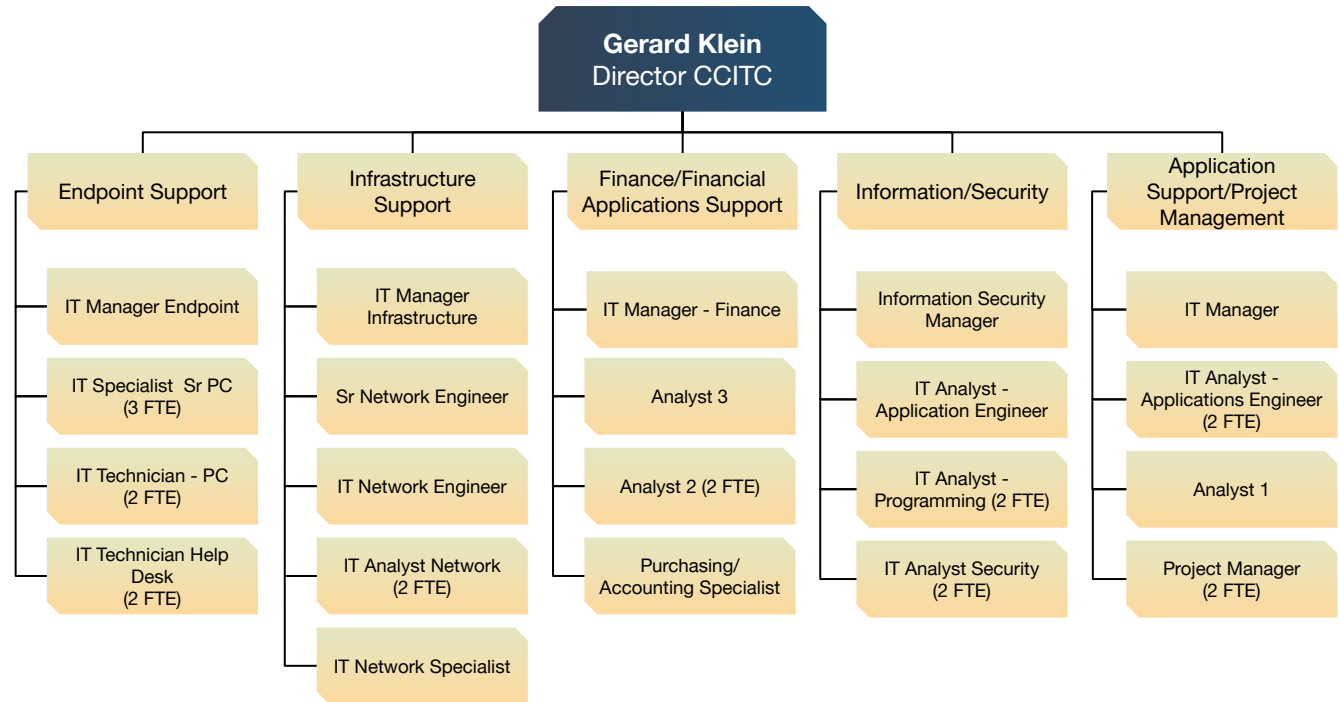 Gerard Klein
Director CCITC
Endpoint Support
IT Manager Endpoint
IT Specialist Sr PC
(3 FTE)
IT Technician - PC
(2 FTE)
IT Technician Help
Desk
(2 FTE)
Infrastructure
Support
IT Manager
Infrastructure
Sr Network Engineer
IT Network Engineer
IT Analyst Network
(2 FTE)
IT Network Specialist
Finance/Financial
Applications Support
IT Manager - Finance
Analyst 3
Analyst 2 (2 FTE)
Purchasing/
Accounting Specialist
Information/Security
Information Security
Manager
IT Analyst -
Application Engineer
IT Analyst -
Programming (2 FTE)
IT Analyst Security
(2 FTE)
Application
Support/Project
Management
IT Manager
IT Analyst -
Applications Engineer
(2 FTE)
Analyst 1
Project Manager
(2 FTE)